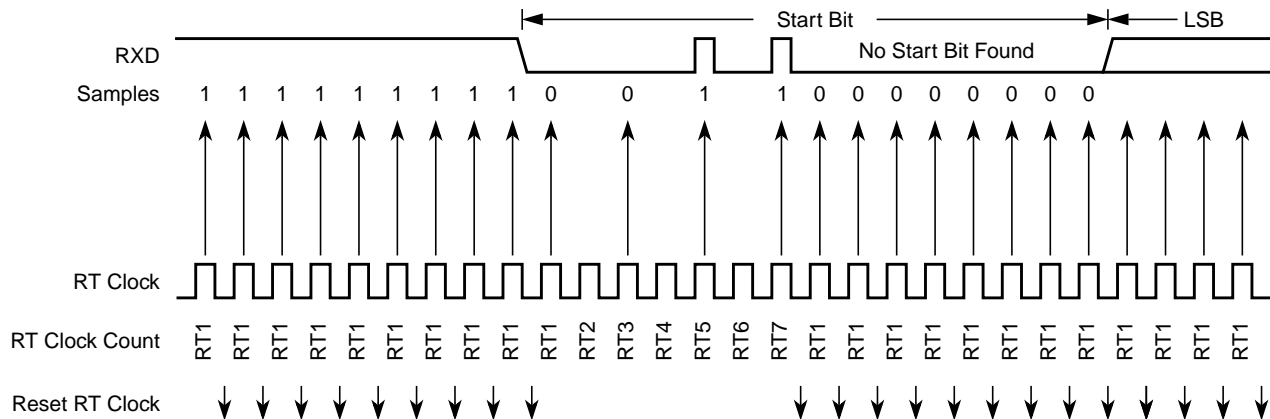 Start Bit LSB
RXD No Start Bit Found
Samples 1 1 1 1 1 1 1 1 1 0 0 1 1 0 0 0 0 0 0 0 0
RT Clock
RT Clock Count RT1 RT1 RT1 RT1 RT1 RT1 RT1 RT1 RT1 RT1 RT2 RT3 RT4 RT5 RT6 RT7 RT1 RT1 RT1 RT1 RT1 RT1 RT1 RT1 RT1 RT1 RT1 RT1
Reset RT Clock